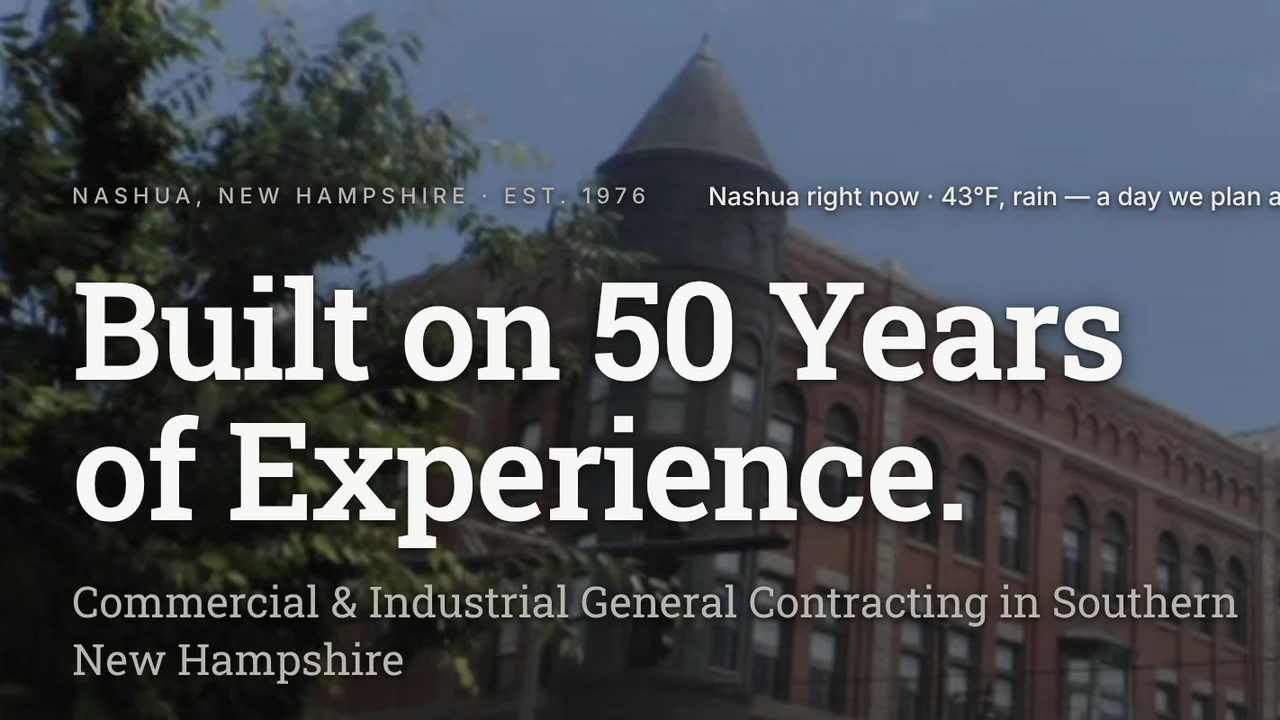 NASHUA, NEW HAMPSHIRE · EST. 1976
Nashua right now · 43°F, rain — a day we plan
Built on 50 Years
of Experience.
Commercial & Industrial General Contracting in Southern
New Hampshire